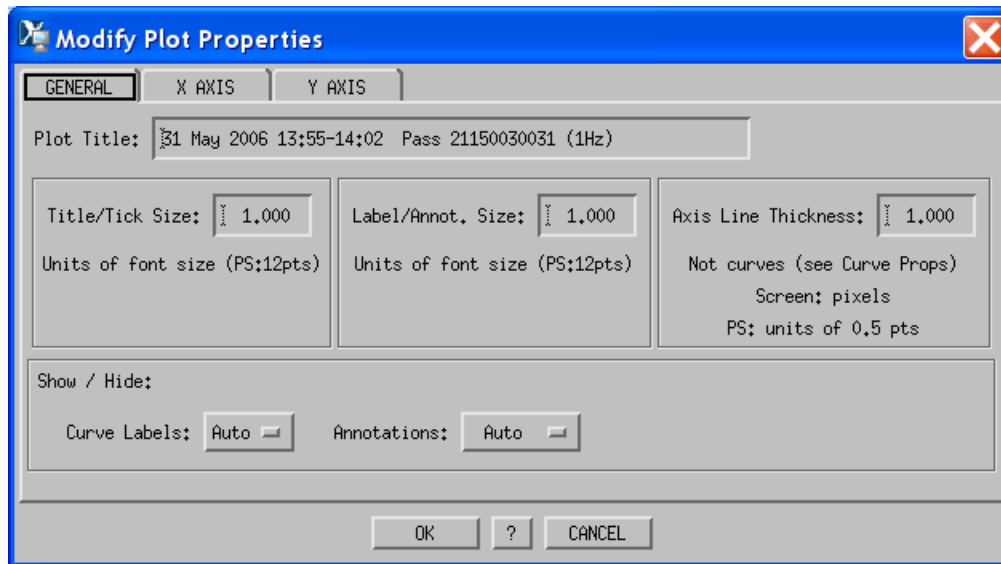 Modify Plot Properties
GENERAL X AXIS Y AXIS
Plot Title: 31 May 2006 13:55-14:02 Pass 21150030031 (1Hz)
Title/Tick Size: 1.000
Units of font size (PS:12pts)
Label/Annot. Size: 1.000
Units of font size (PS:12pts)
Axis Line Thickness: 1.000
Not curves (see Curve Props)
Screen: pixels
PS: units of 0.5 pts
Show / Hide:
Curve Labels: Auto Annotations: Auto
OK ? CANCEL